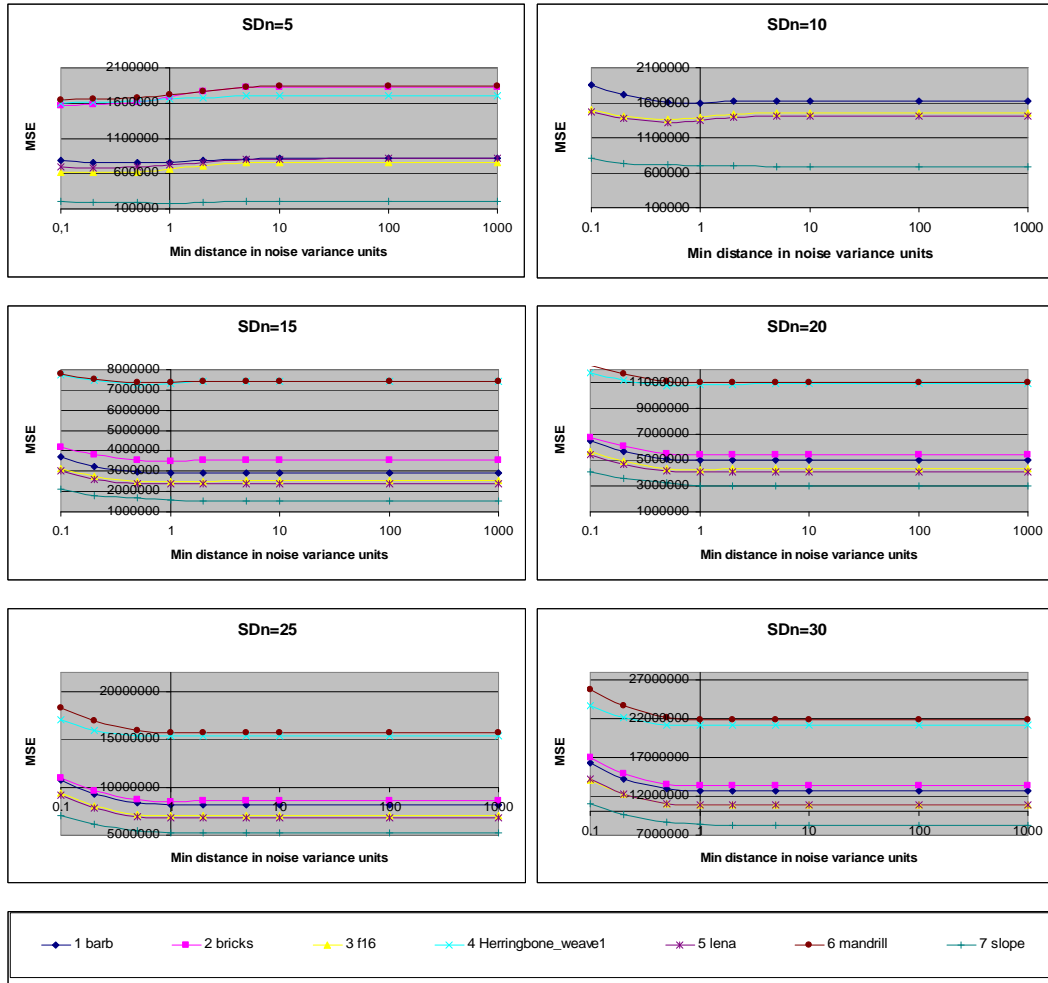 SDn=5
2100000
1600000
1100000
600000
100000
0,1
1
10
100
1000
MSE
Min distance in noise variance units
SDn=10
2100000
1600000
1100000
600000
100000
0.1
1
10
100
1000
MSE
Min distance in noise variance units
SDn=15
8000000
7000000
6000000
5000000
4000000
3000000
2000000
1000000
0.1
1
10
100
1000
MSE
Min distance in noise variance units
SDn=20
11000000
9000000
7000000
5000000
3000000
1000000
0.1
1
10
100
1000
MSE
Min distance in noise variance units
SDn=25
20000000
15000000
10000000
5000000
0.1
1
10
100
1000
MSE
Min distance in noise variance units
SDn=30
27000000
22000000
17000000
12000000
7000000
0.1
1
10
100
1000
MSE
Min distance in noise variance units
1 barb
2 bricks
3 f16
4 Herringbone_weave1
5 lena
6 mandrill
7 slope